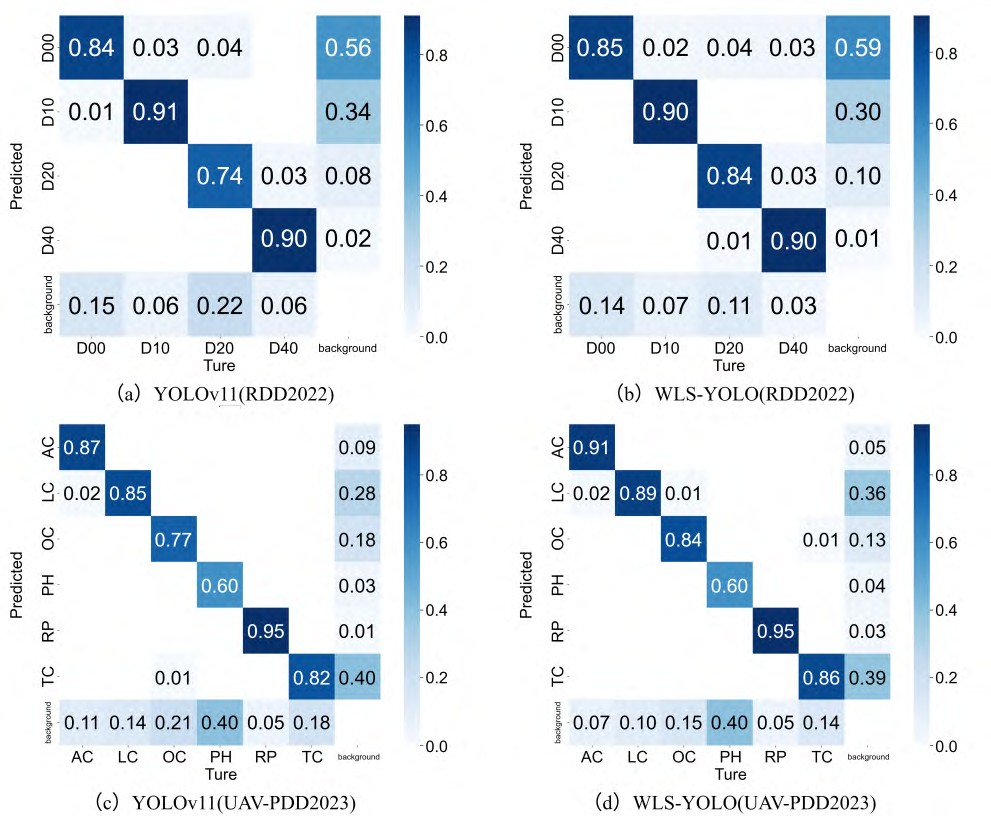 D00 0.84 0.03 0.04 0.56
D10 0.01 0.91 0.34
D20 0.74 0.03 0.08
D40 0.90 0.02
background 0.15 0.06 0.22 0.06
D00 D10 D20 D40 background
Predicted
Ture
0.8
0.6
0.4
0.2
0.0
(a) YOLOv11(RDD2022)
D00 0.85 0.02 0.04 0.03 0.59
D10 0.90 0.30
D20 0.84 0.03 0.10
D40 0.01 0.90 0.01
background 0.14 0.07 0.11 0.03
D00 D10 D20 D40 background
Predicted
Ture
0.8
0.6
0.4
0.2
0.0
(b) WLS-YOLO(RDD2022)
AC 0.87 0.09
LC 0.02 0.85 0.28
OC 0.77 0.18
PH 0.60 0.03
RP 0.95 0.01
TC 0.01 0.82 0.40
background 0.11 0.14 0.21 0.40 0.05 0.18
AC LC OC PH RP TC background
Predicted
Ture
0.8
0.6
0.4
0.2
0.0
(c) YOLOv11(UAV-PDD2023)
AC 0.91 0.05
LC 0.02 0.89 0.01 0.36
OC 0.84 0.01 0.13
PH 0.60 0.04
RP 0.95 0.03
TC 0.86 0.39
background 0.07 0.10 0.15 0.40 0.05 0.14
AC LC OC PH RP TC background
Predicted
Ture
0.8
0.6
0.4
0.2
0.0
(d) WLS-YOLO(UAV-PDD2023)